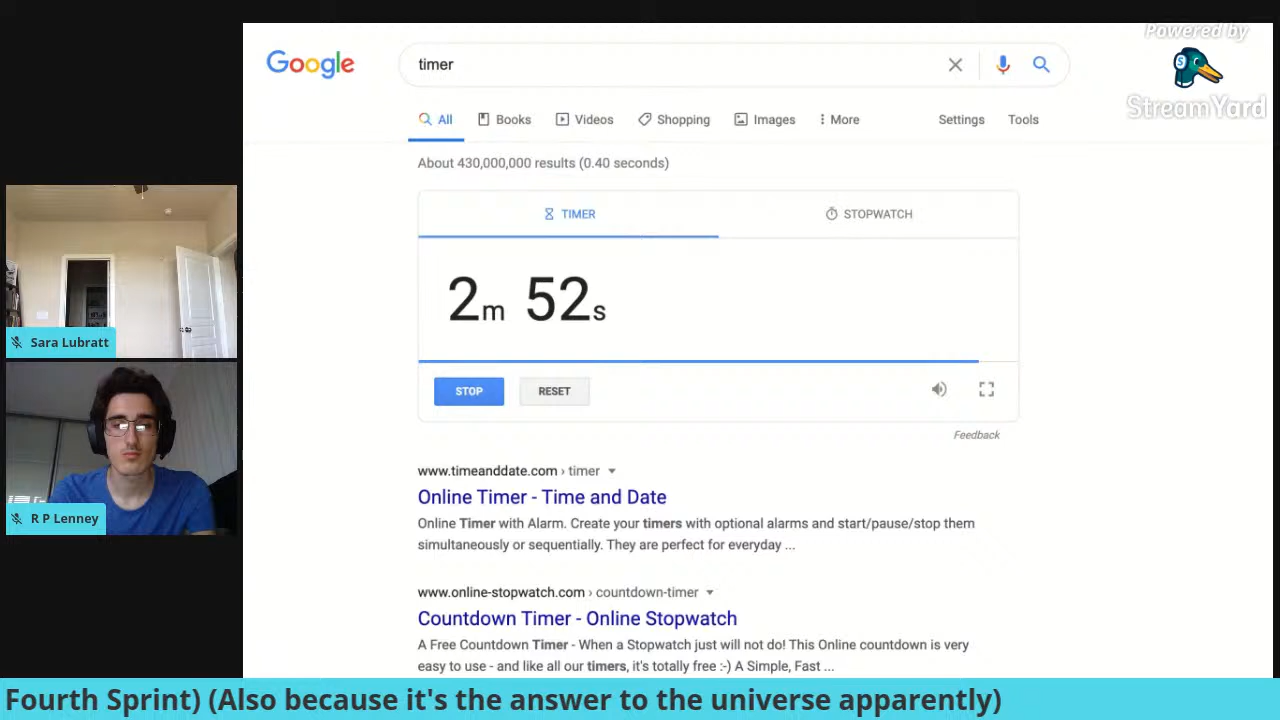 Powered by
StreamYard
Google
timer
All
Books
Videos
Shopping
Images
More
Settings
Tools
About 430,000,000 results (0.40 seconds)
TIMER
STOPWATCH
2m 52s
STOP
RESET
Feedback
www.timeanddate.com › timer
Online Timer - Time and Date
Online Timer with Alarm. Create your timers with optional alarms and start/pause/stop them
simultaneously or sequentially. They are perfect for everyday ...
www.online-stopwatch.com › countdown-timer
Countdown Timer - Online Stopwatch
A Free Countdown Timer - When a Stopwatch just will not do! This Online countdown is very
easy to use - and like all our timers, it's totally free :-) A Simple, Fast ...
Sara Lubratt
R P Lenney
Fourth Sprint) (Also because it's the answer to the universe apparently)